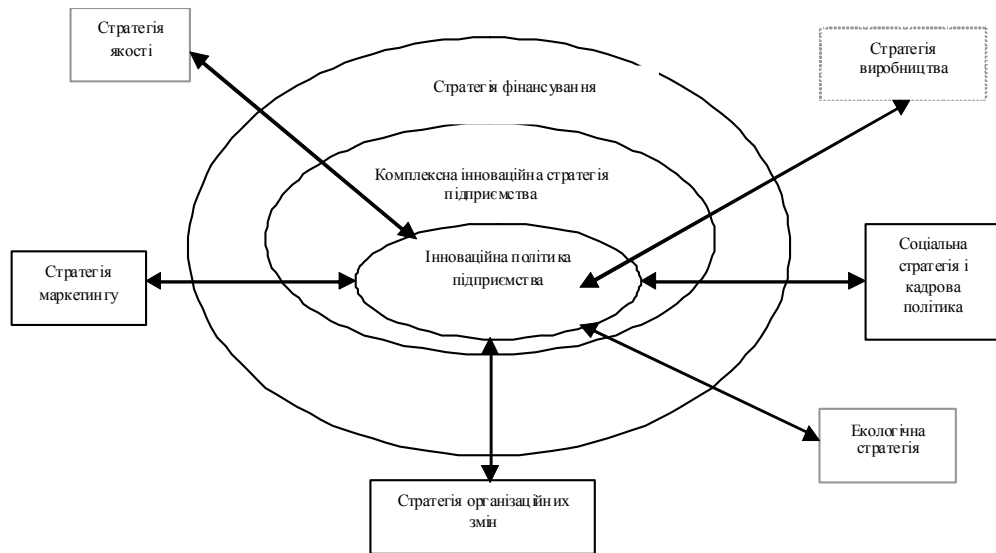 Стратегія
якості
Стратегія
виробництва
Стратегія фінансування
Комплексна інноваційна стратегія
підприємства
Інноваційна політика
підприємства
Стратегія
маркетингу
Соціальна
стратегія і
кадрова
політика
Екологічна
стратегія
Стратегія організаційних
змін